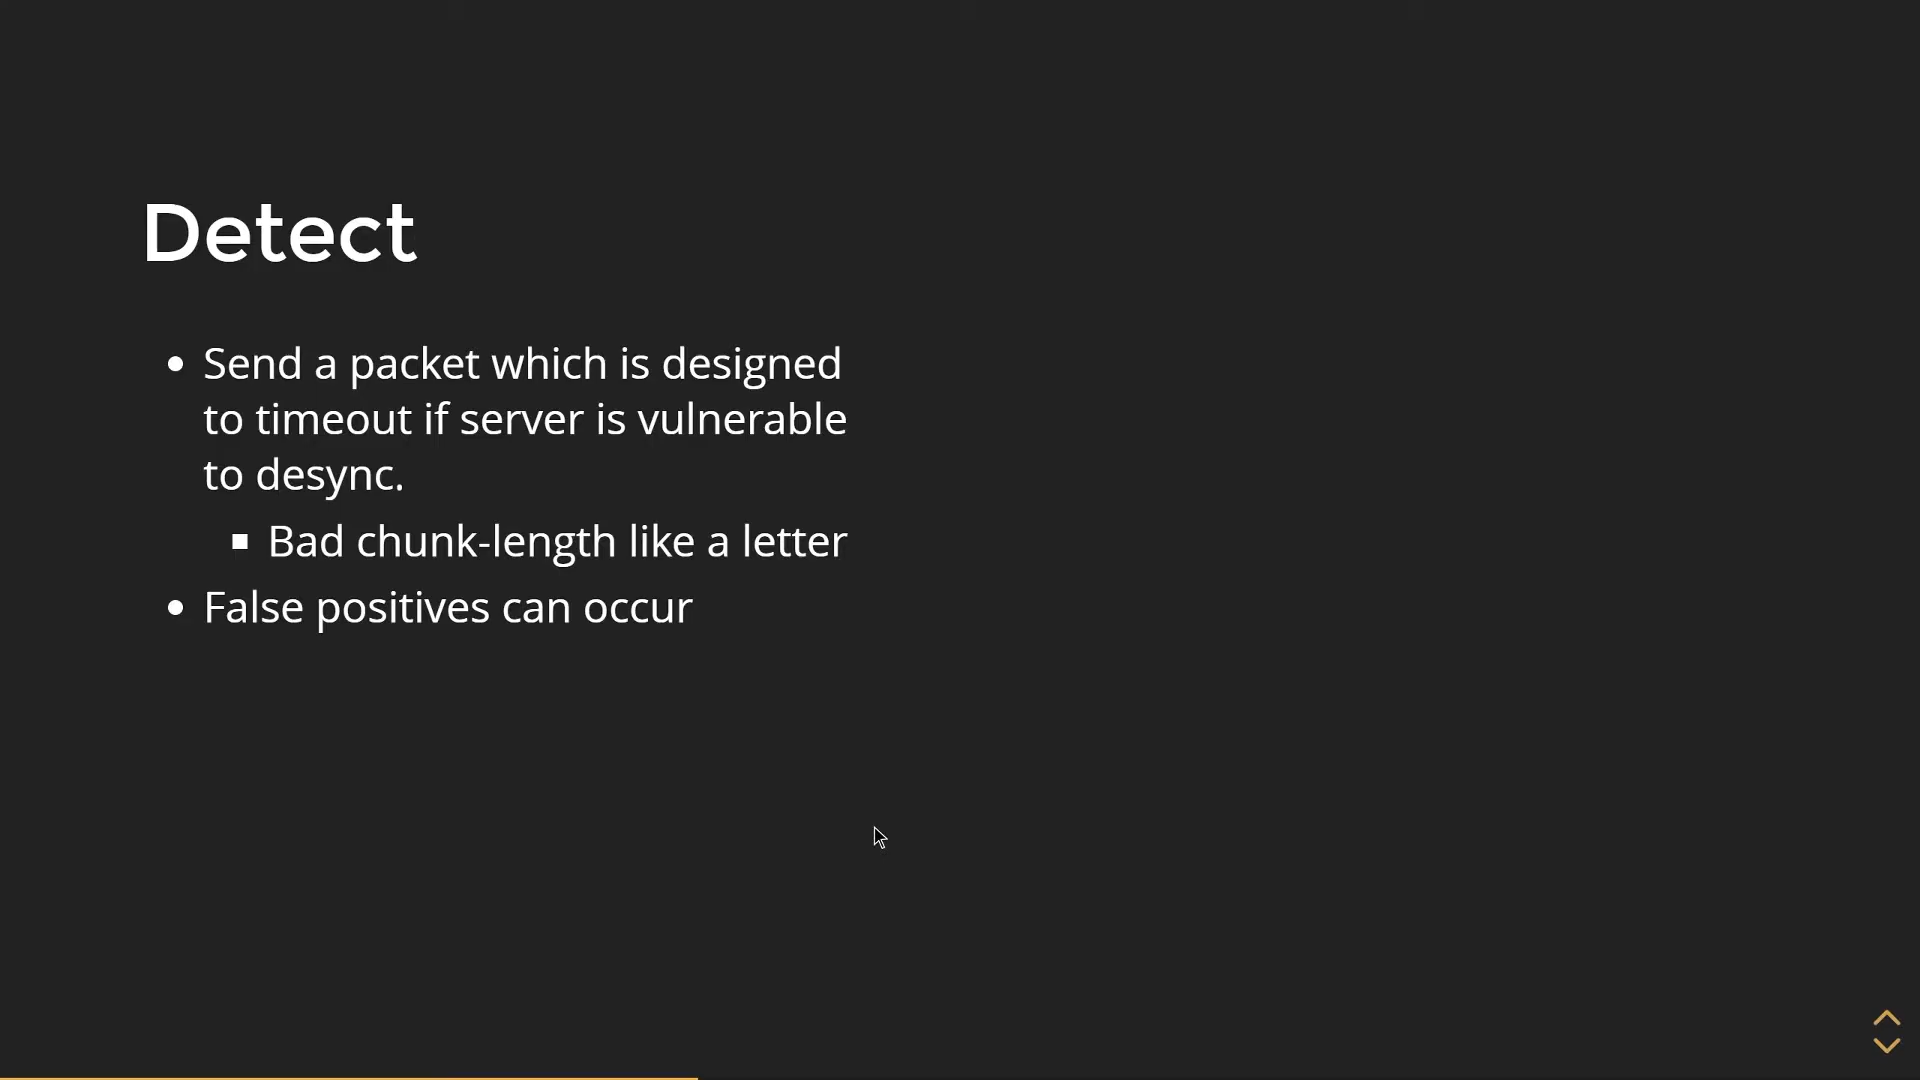 Detect
Send a packet which is designed
to timeout if server is vulnerable
to desync.
Bad chunk-length like a letter
False positives can occur